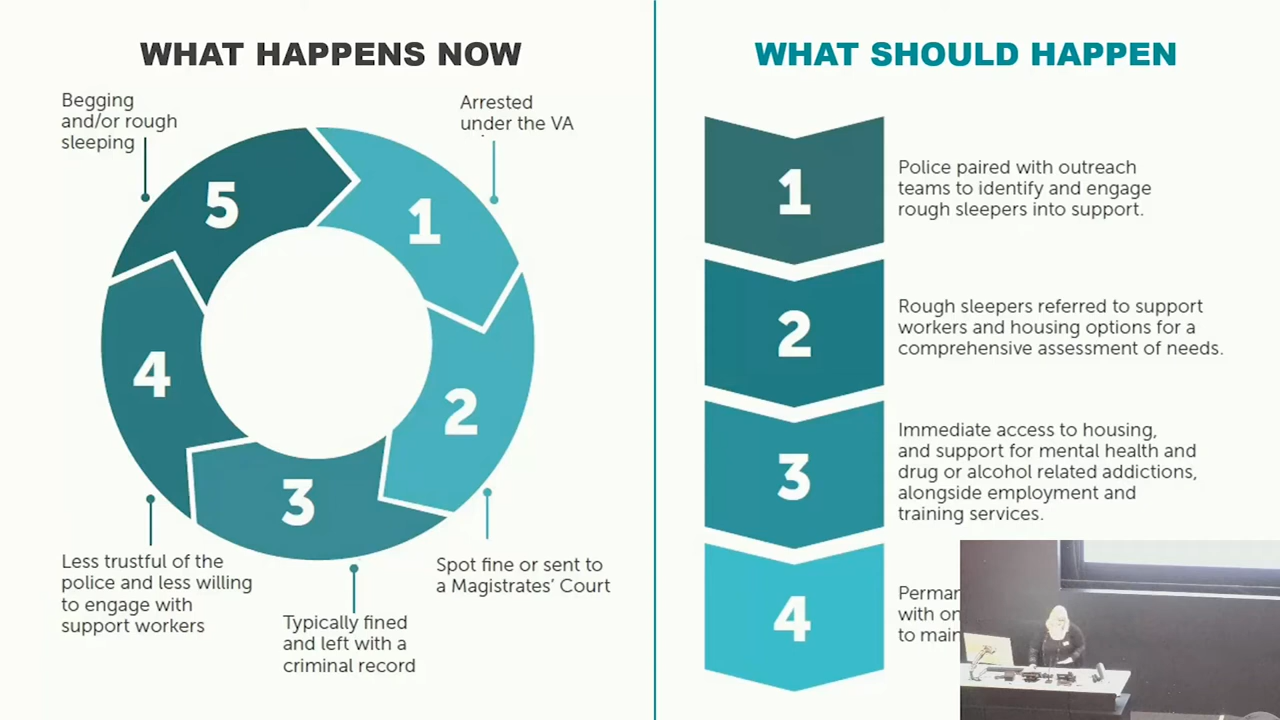 WHAT HAPPENS NOW
Begging
and/or rough
sleeping
Arrested
under the VA
5
1
4
2
3
Less trustful of the
police and less willing
to engage with
support workers
Typically fined
and left with a
criminal record
Spot fine or sent to
a Magistrates’ Court
WHAT SHOULD HAPPEN
1
Police paired with outreach
teams to identify and engage
rough sleepers into support.
2
Rough sleepers referred to support
workers and housing options for a
comprehensive assessment of needs.
3
Immediate access to housing,
and support for mental health and
drug or alcohol related addictions,
alongside employment and
training services.
4
with
to